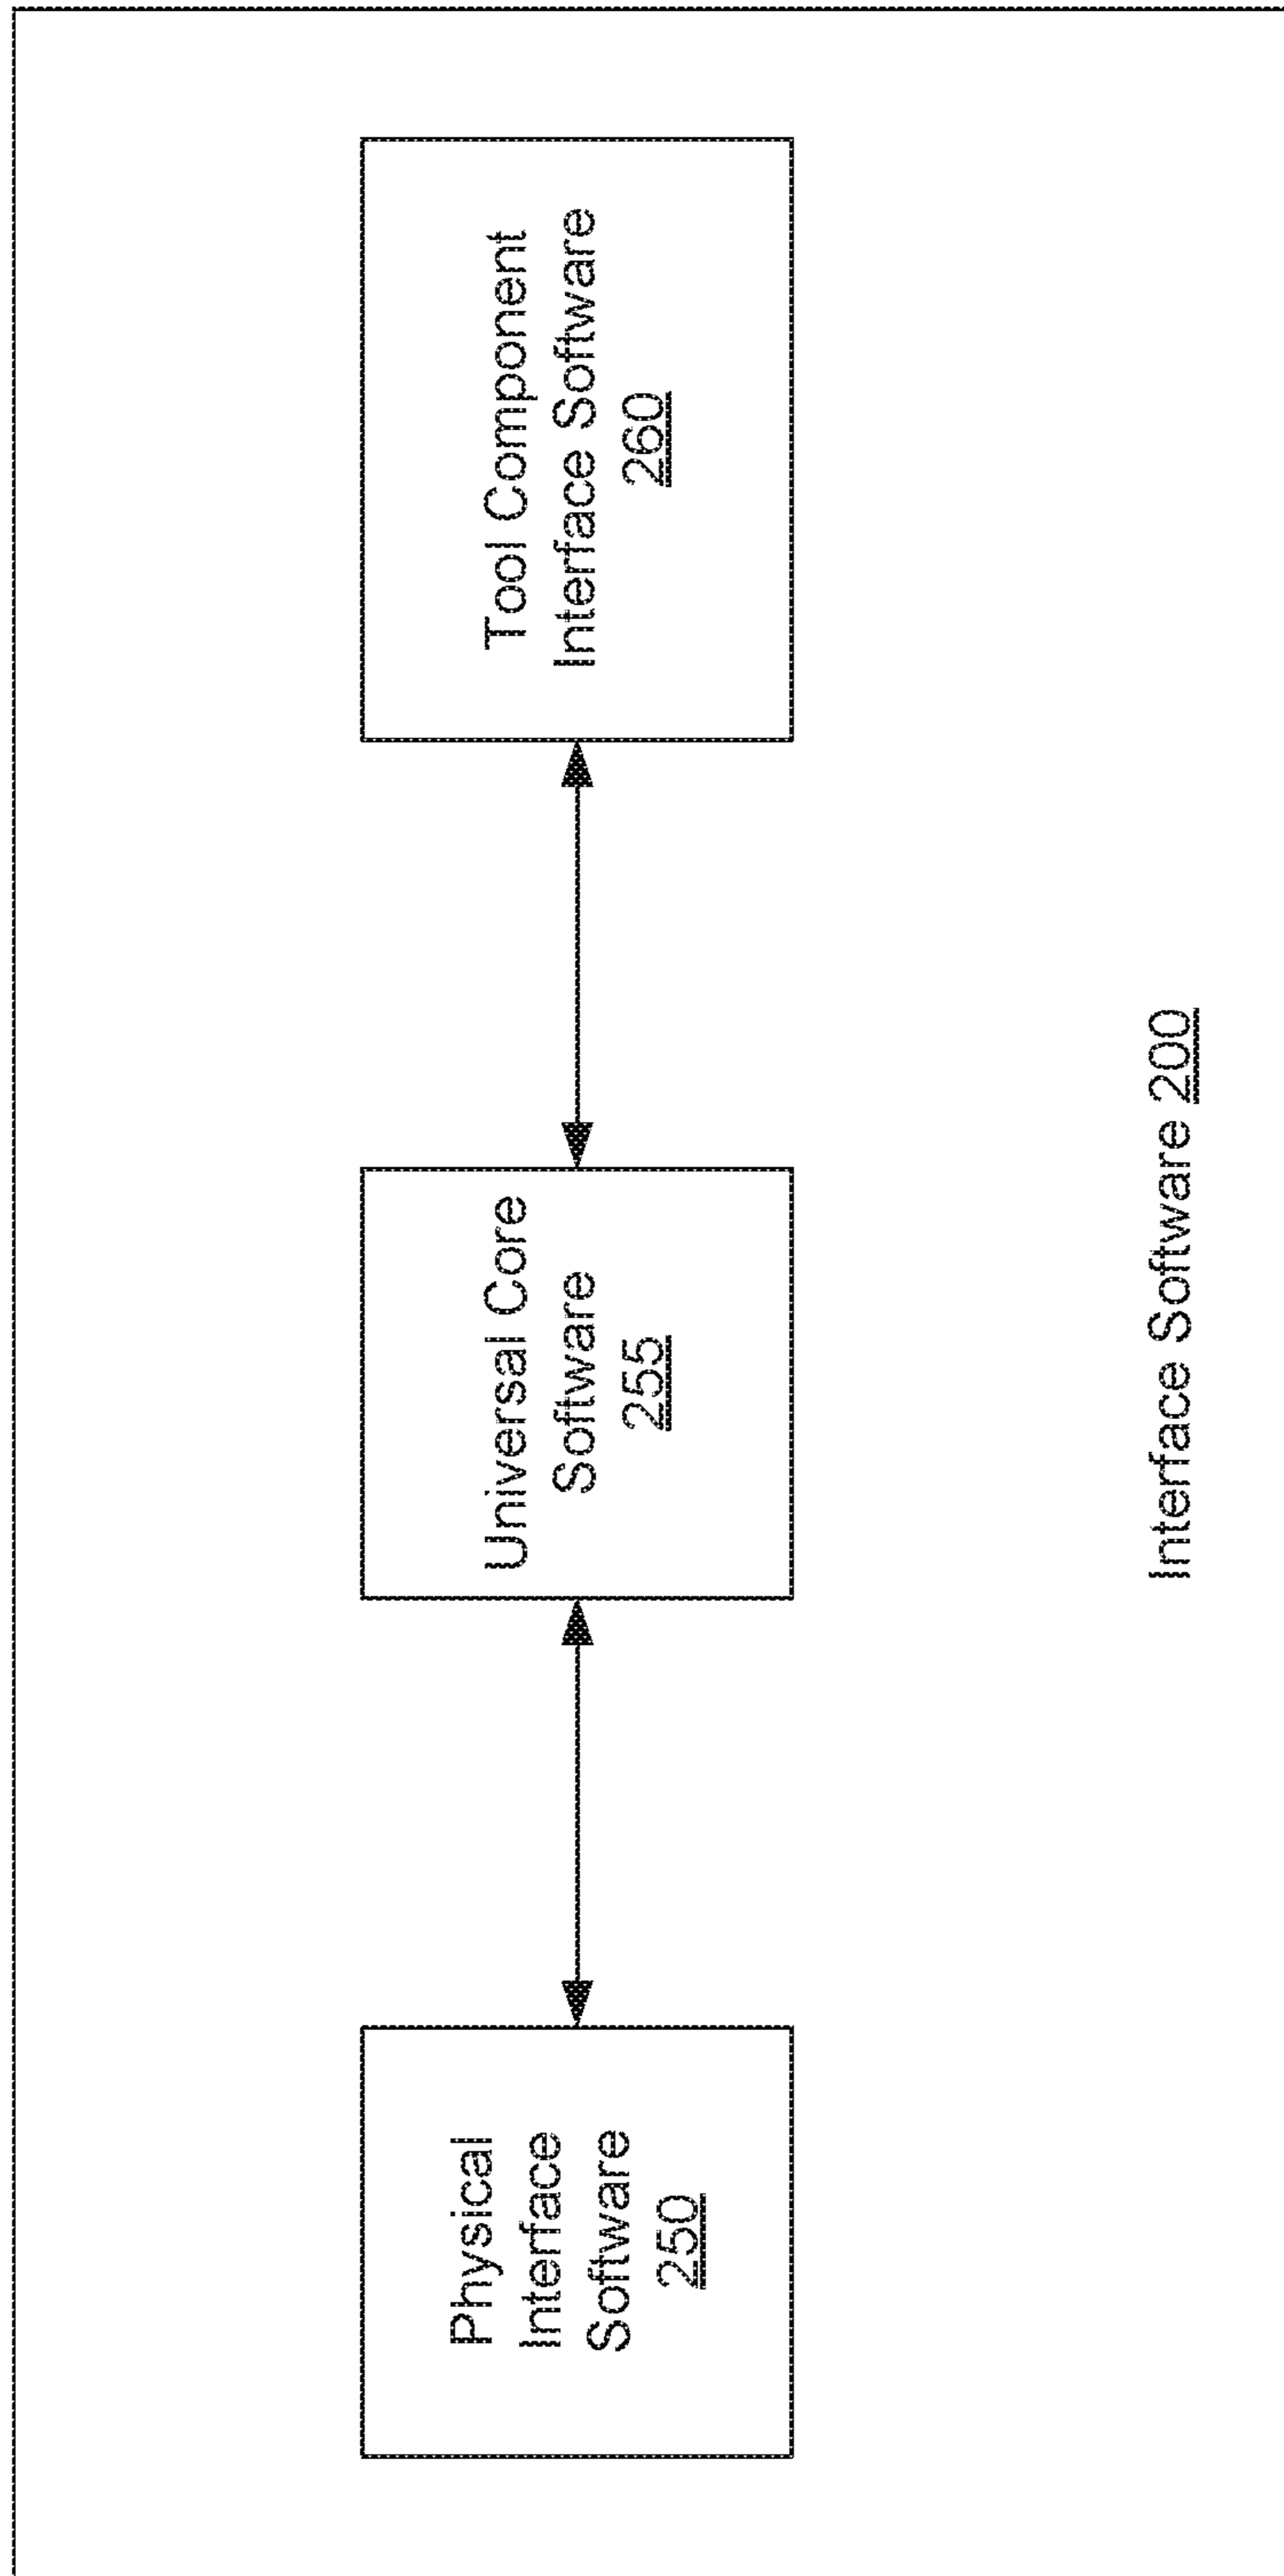 Physical
Interface
Software
250
Universal Core
Software
255
Tool Component
Interface Software
260
Interface Software 200